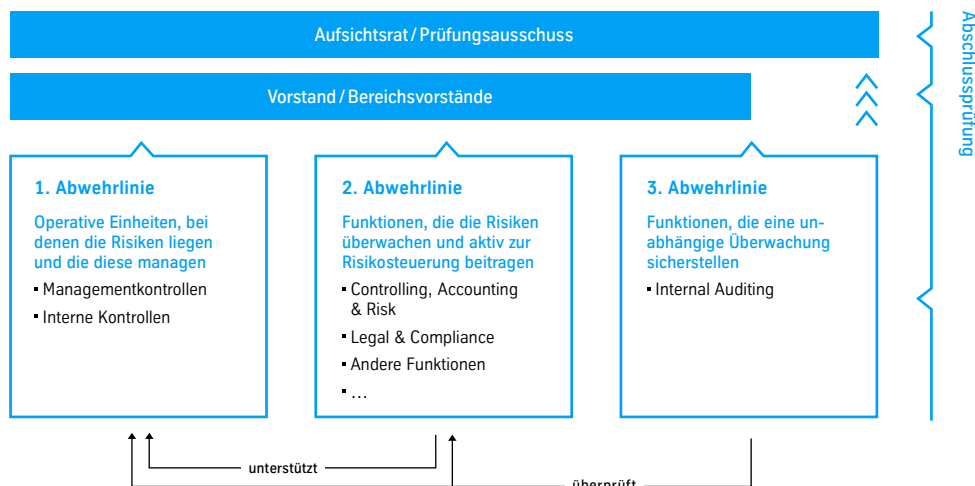 Aufsichtsrat / Prüfungsausschuss
Vorstand / Bereichsvorstände
Abschlussprüfung
1. Abwehrlinie
Operative Einheiten, bei
denen die Risiken liegen
und die diese managen
▪ Managementkontrollen
▪ Interne Kontrollen
2. Abwehrlinie
Funktionen, die die Risiken
überwachen und aktiv zur
Risikosteuerung beitragen
▪ Controlling, Accounting
& Risk
▪ Legal & Compliance
▪ Andere Funktionen
▪ …
3. Abwehrlinie
Funktionen, die eine un-
abhängige Überwachung
sicherstellen
▪ Internal Auditing
unterstützt
überprüft